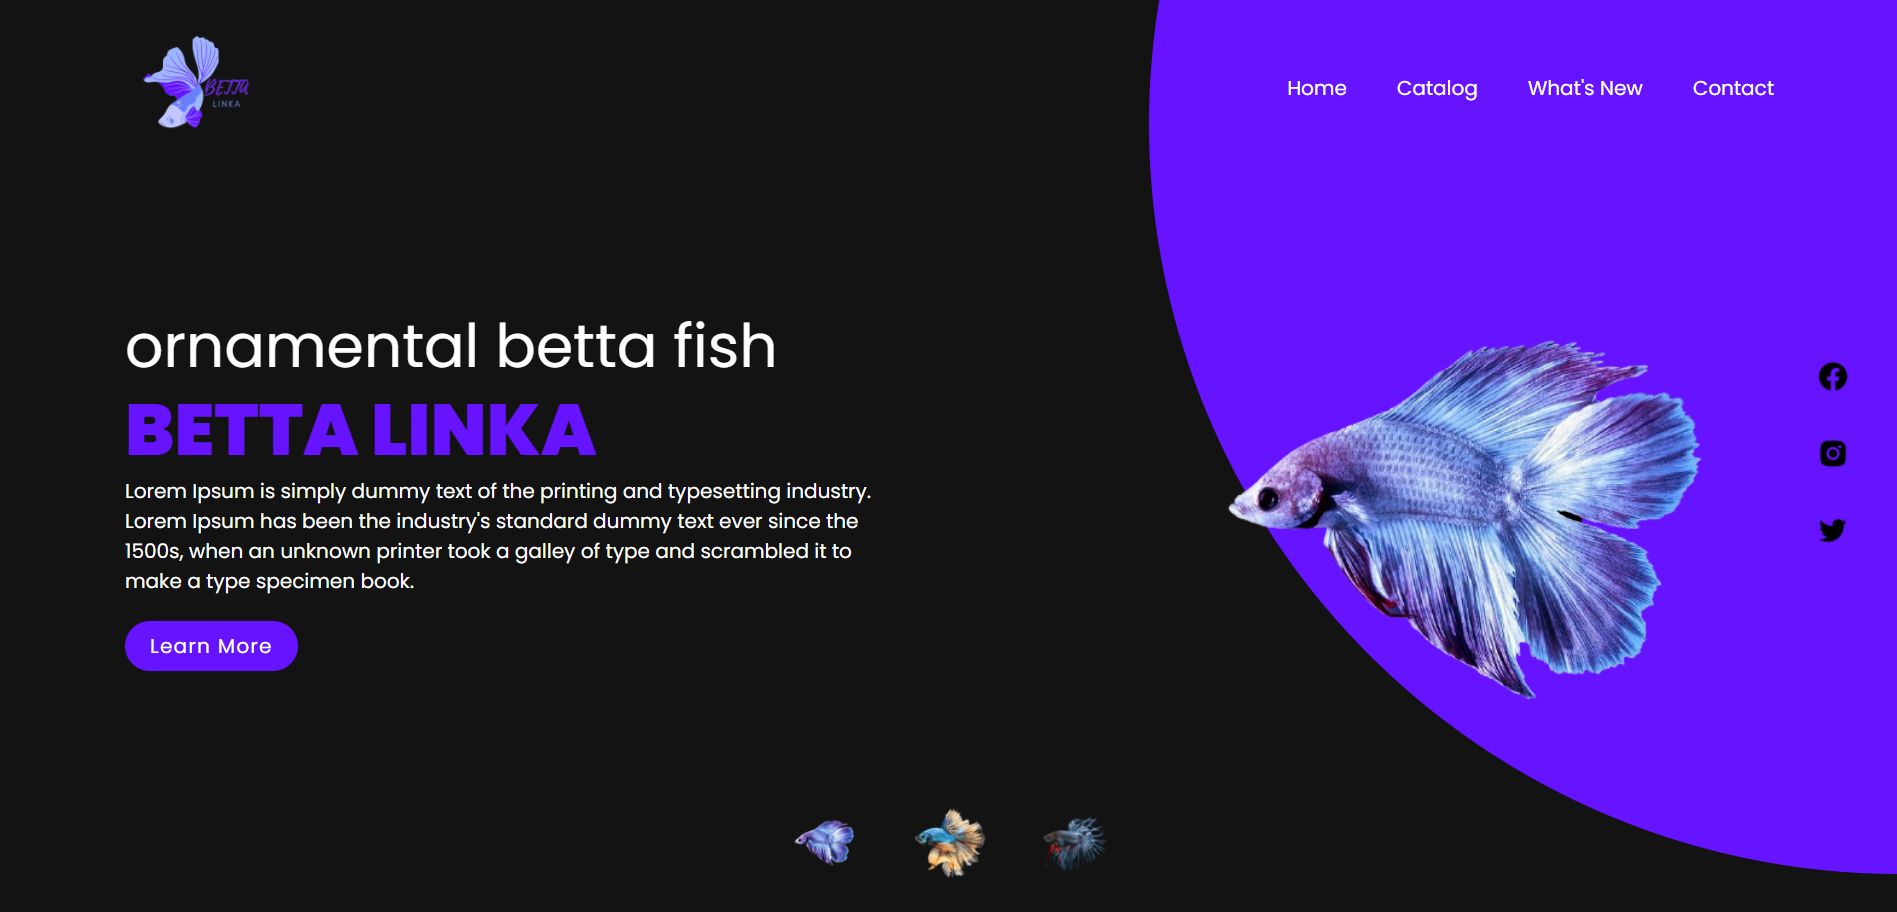 BETTA
LINKA
Home Catalog What's New Contact
ornamental betta fish
BETTA LINKA
Lorem Ipsum is simply dummy text of the printing and typesetting industry.
Lorem Ipsum has been the industry's standard dummy text ever since the
1500s, when an unknown printer took a galley of type and scrambled it to
make a type specimen book.
Learn More